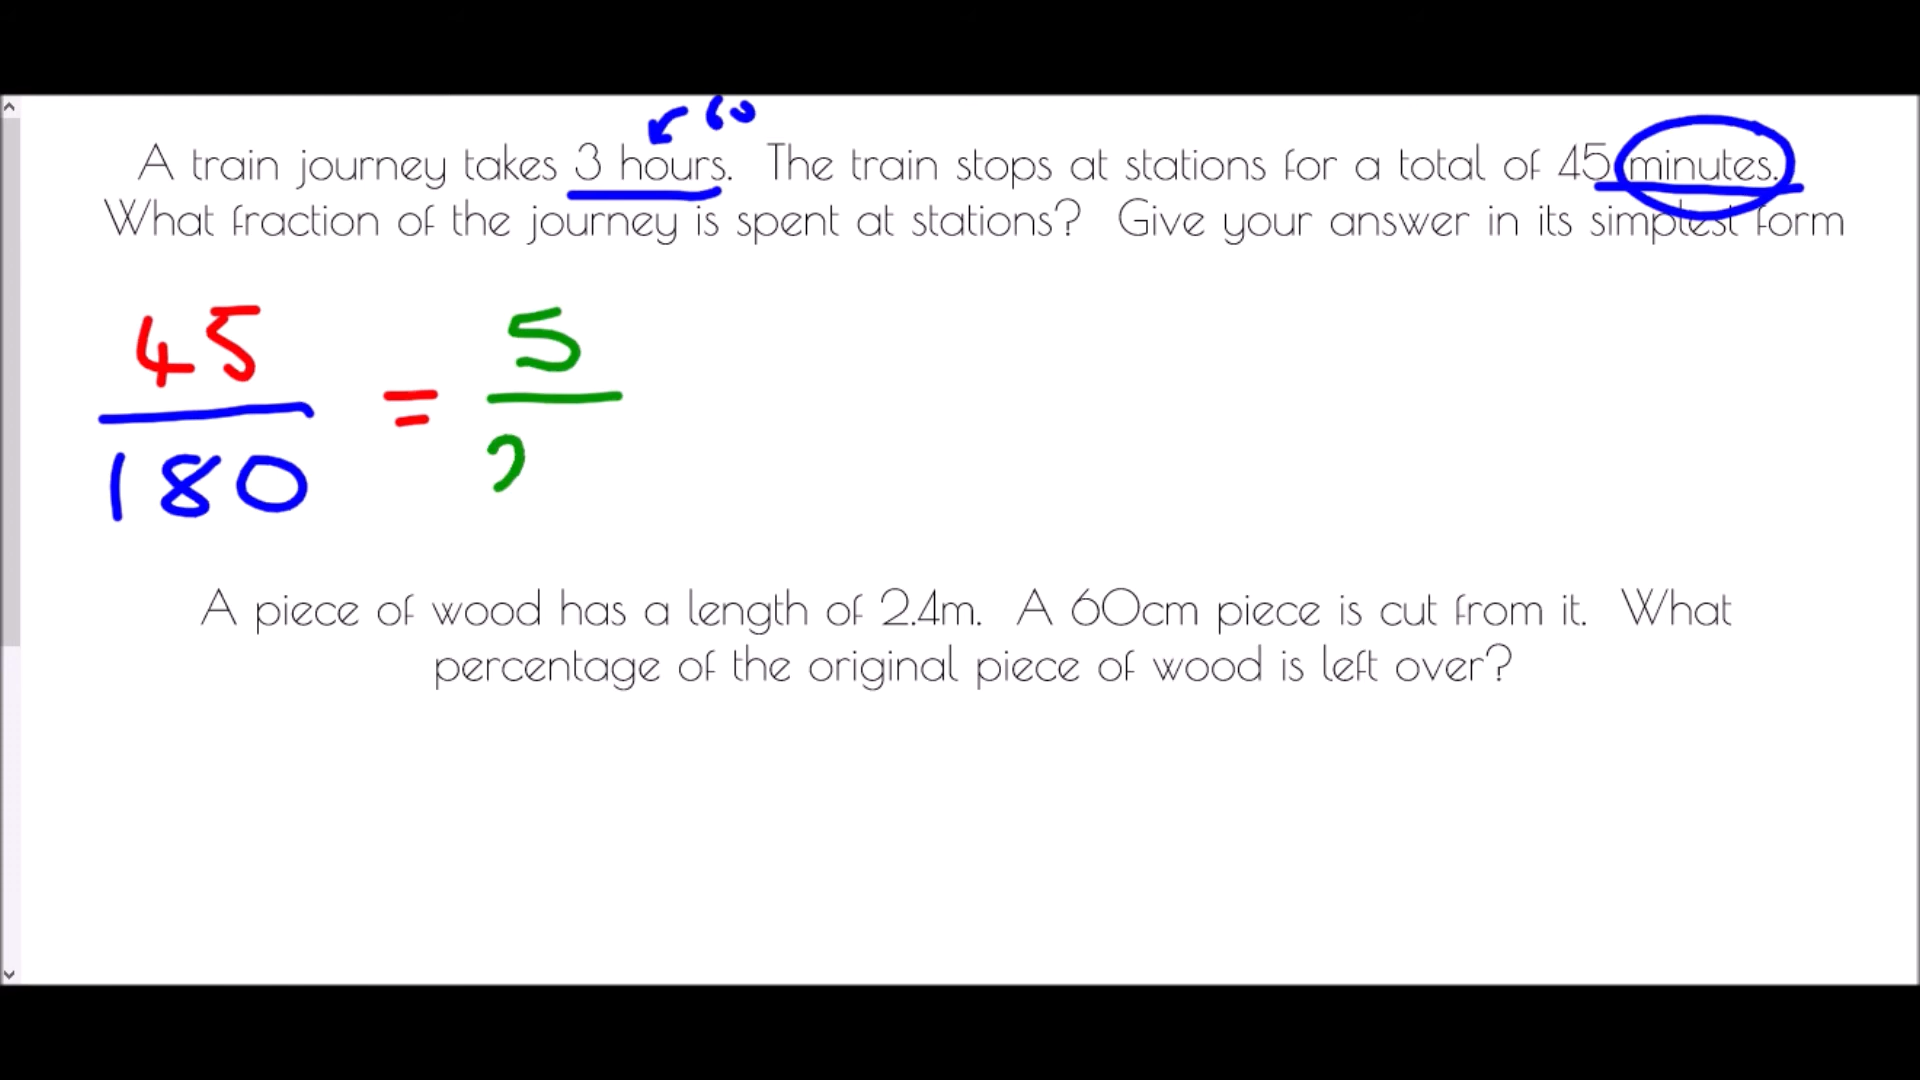 60
A train journey takes 3 hours. The train stops at stations for a total of 45 minutes.
What fraction of the journey is spent at stations? Give your answer in its simplest form
45
180
=
5
2
A piece of wood has a length of 2.4m. A 60cm piece is cut from it. What
percentage of the original piece of wood is left over?